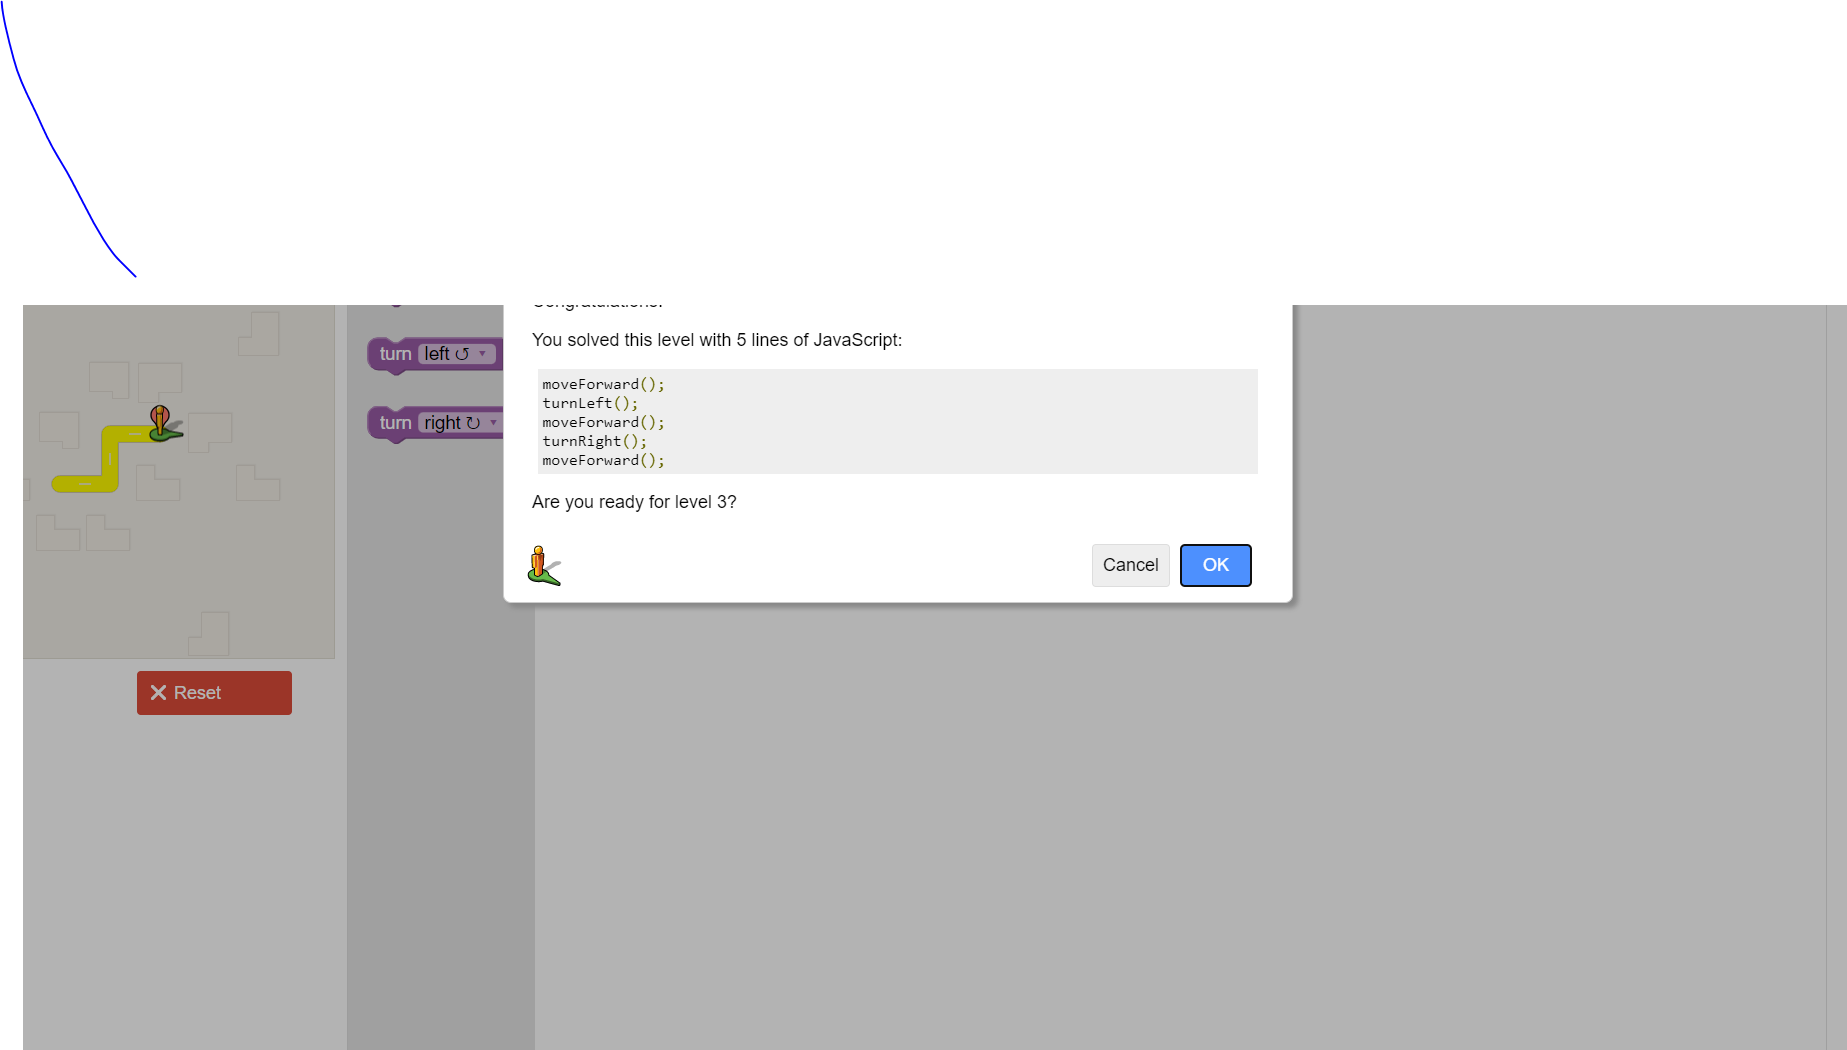 Congratulations!
You solved this level with 5 lines of JavaScript:
turn left ↺ ▾
moveForward();
turnLeft();
moveForward();
turn right ↻ ▾
turnRight();
moveForward();
Are you ready for level 3?
Cancel
OK
Reset